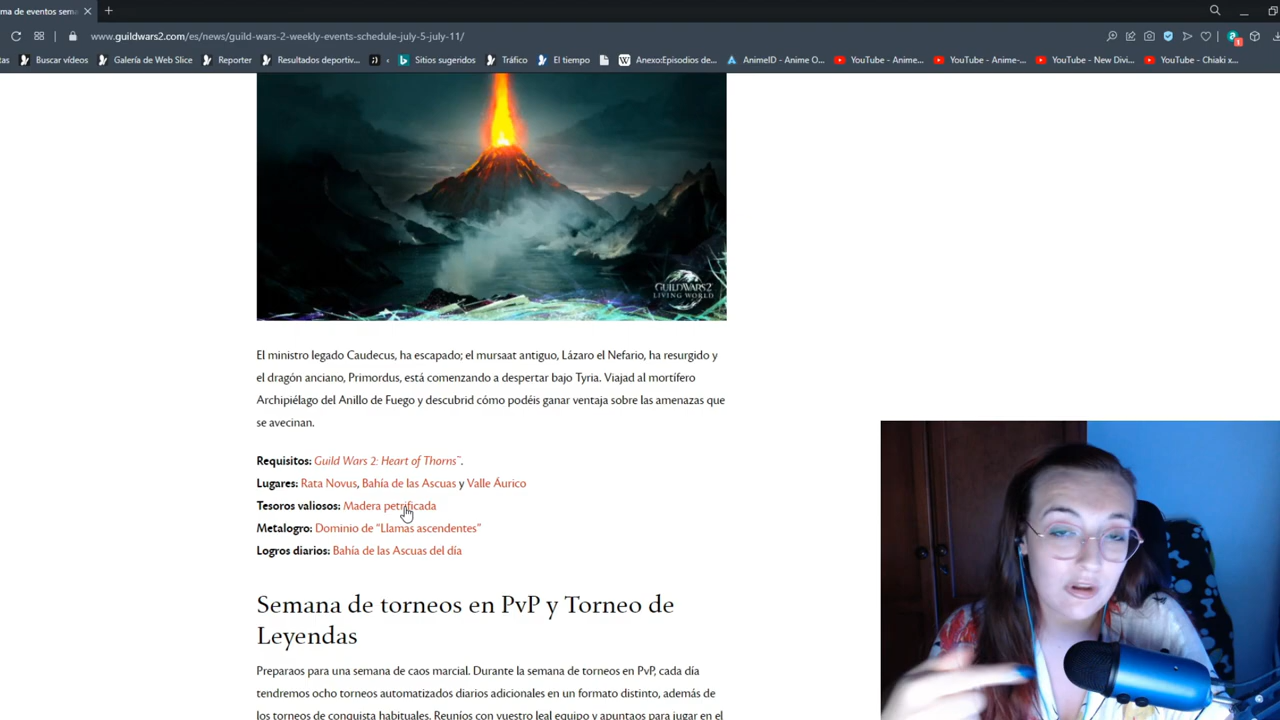 ma de eventos sema
www.guildwars2.com/es/news/guild-wars-2-weekly-events-schedule-july-5-july-11/
tas Buscar vídeos Galería de Web Slice Reporter Resultados deportiv... Sitios sugeridos Tráfico El tiempo Anexo:Episodios de... AnimeID - Anime O... YouTube - Anime... YouTube - Anime-... YouTube - New Divi... YouTube - Chiaki x...
GUILD WARS 2
LIVING WORLD
El ministro legado Caudecus, ha escapado; el mursaat antiguo, Lázaro el Nefario, ha resurgido y
el dragón anciano, Primordus, está comenzando a despertar bajo Tyria. Viajad al mortífero
Archipiélago del Anillo de Fuego y descubrid cómo podéis ganar ventaja sobre las amenazas que
se avecinan.
Requisitos: Guild Wars 2: Heart of Thorns™.
Lugares: Rata Novus, Bahía de las Ascuas y Valle Áurico
Tesoros valiosos: Madera petrificada
Metalogro: Dominio de "Llamas ascendentes"
Logros diarios: Bahía de las Ascuas del día
Semana de torneos en PvP y Torneo de
Leyendas
Preparaos para una semana de caos marcial. Durante la semana de torneos en PvP, cada día
tendremos ocho torneos automatizados diarios adicionales en un formato distinto, además de
los torneos de conquista habituales. Reuníos con vuestro leal equipo y apuntaos para jugar en el